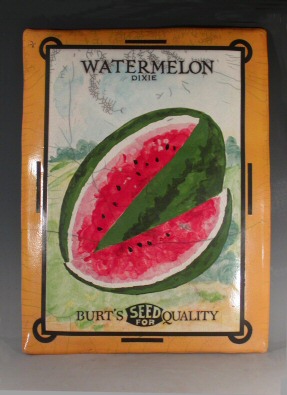 WATERMELON
DIXIE
BURT'S SEED FOR QUALITY